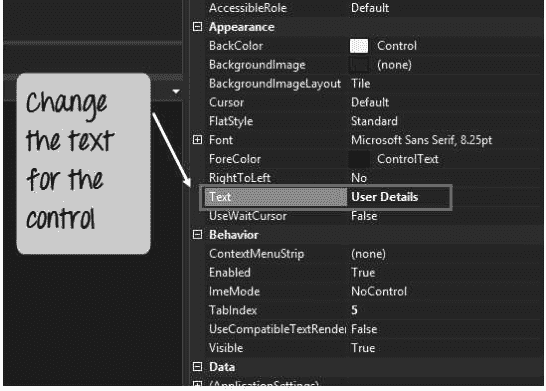 AccessibleRole Default
Appearance
BackColor Control
BackgroundImage (none)
BackgroundImageLayout Tile
Cursor Default
FlatStyle Standard
Font Microsoft Sans Serif, 8.25pt
ForeColor ControlText
RightToLeft No
Text User Details
UseWaitCursor False
Behavior
ContextMenuStrip (none)
Enabled True
ImeMode NoControl
TabIndex 5
UseCompatibleTextRender False
Visible True
Data
(ApplicationSettings)
Change
the text
for the
control